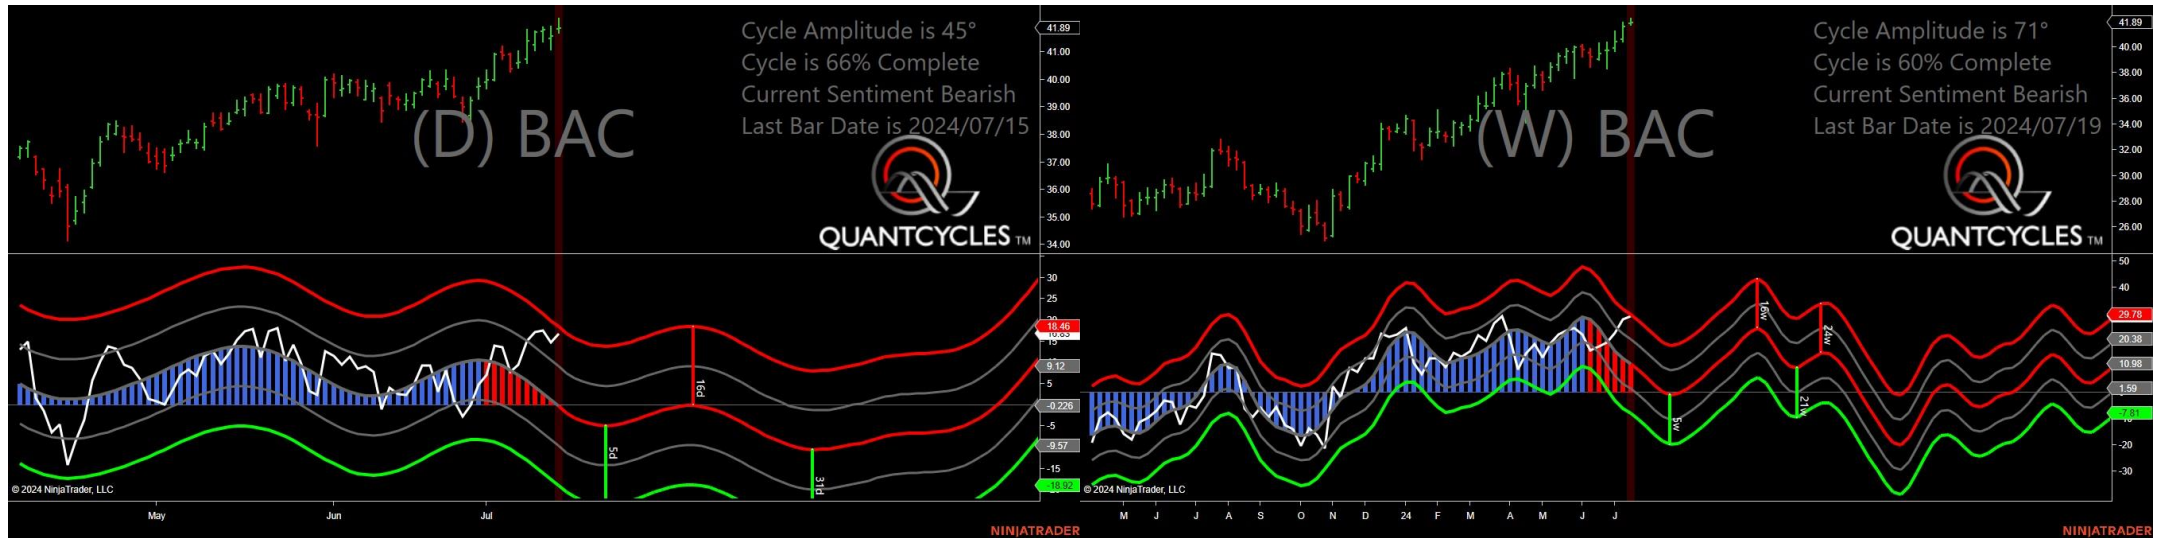 Cycle Amplitude is 45°
Cycle is 66% Complete
Current Sentiment Bearish
Last Bar Date is 2024/07/15
(D) BAC
QUANTCYCLES TM
41.89
41.00
40.00
39.00
38.00
37.00
36.00
35.00
34.00
30
25
18.46
15
9.12
5
-0.226
-5
-9.57
-15
-18.92
16d
5d
31d
© 2024 NinjaTrader, LLC
May Jun Jul
NINJATRADER
Cycle Amplitude is 71°
Cycle is 60% Complete
Current Sentiment Bearish
Last Bar Date is 2024/07/19
(W) BAC
QUANTCYCLES TM
41.89
40.00
38.00
36.00
34.00
32.00
30.00
28.00
26.00
50
40
29.78
20.38
10.98
1.59
-7.81
-20
-30
16w
24w
5w
21w
© 2024 NinjaTrader, LLC
M J J A S O N D 24 F M A M J J
NINJATRADER